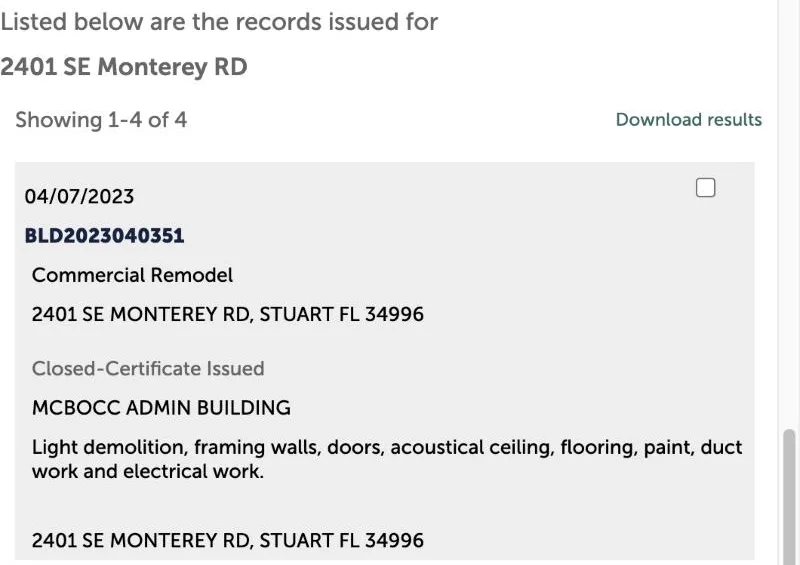 Listed below are the records issued for
2401 SE Monterey RD
Showing 1-4 of 4
Download results
04/07/2023
BLD2023040351
Commercial Remodel
2401 SE MONTEREY RD, STUART FL 34996
Closed-Certificate Issued
MCBOCC ADMIN BUILDING
Light demolition, framing walls, doors, acoustical ceiling, flooring, paint, duct
work and electrical work.
2401 SE MONTEREY RD, STUART FL 34996